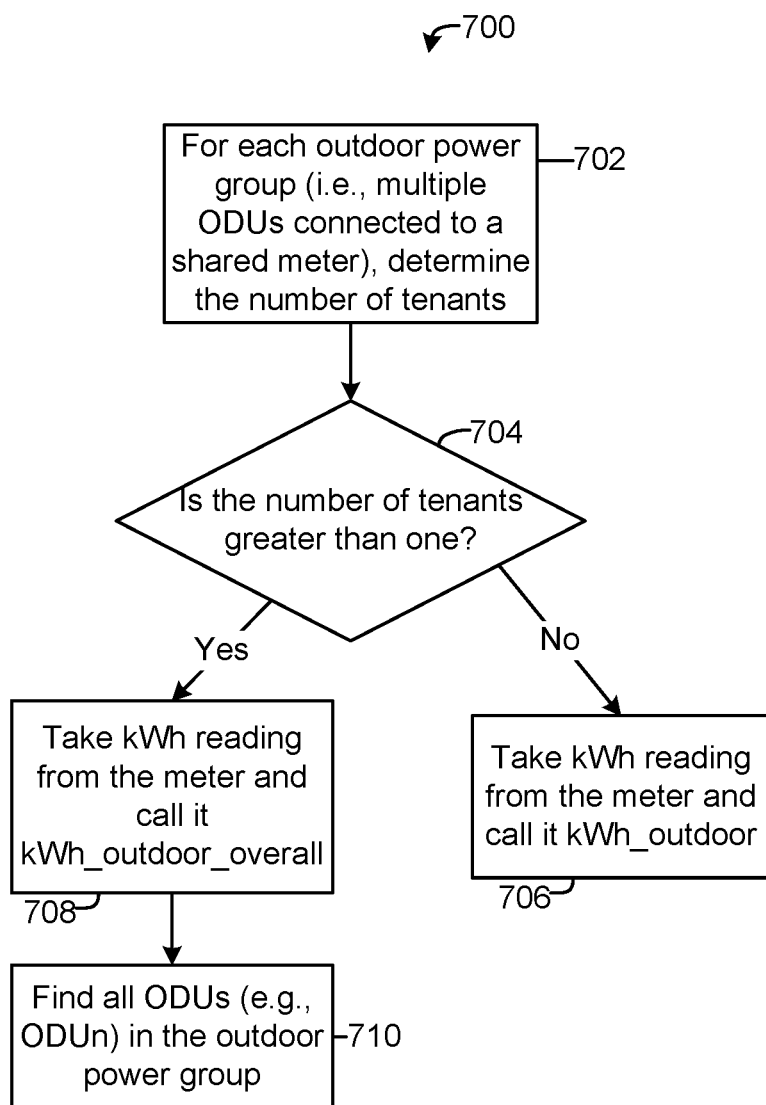 700
For each outdoor power
group (i.e., multiple
ODUs connected to a
shared meter), determine
the number of tenants
702
704
Is the number of tenants
greater than one?
Yes
No
Take kWh reading
from the meter and
call it
kWh_outdoor_overall
708
Take kWh reading
from the meter and
call it kWh_outdoor
706
Find all ODUs (e.g.,
ODUn) in the outdoor
power group
710